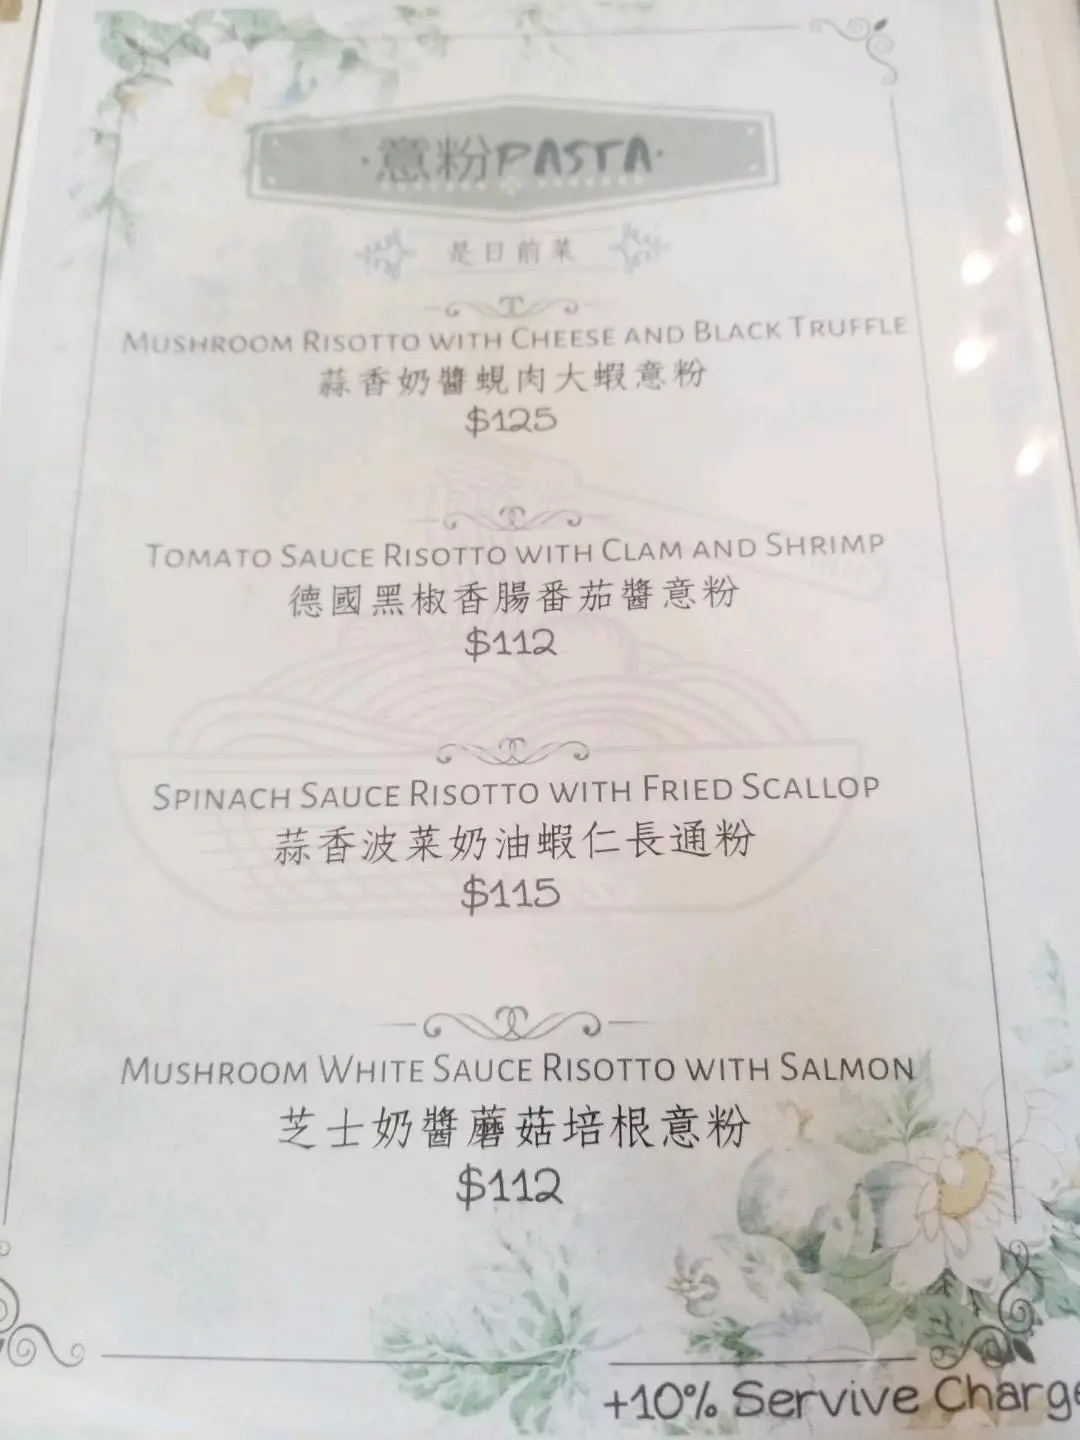 ·意粉PASTA·
是日前菜
MUSHROOM RISOTTO WITH CHEESE AND BLACK TRUFFLE
蒜香奶醬蜆肉大蝦意粉
$125
TOMATO SAUCE RISOTTO WITH CLAM AND SHRIMP
德國黑椒香腸番茄醬意粉
$112
SPINACH SAUCE RISOTTO WITH FRIED SCALLOP
蒜香波菜奶油蝦仁長通粉
$115
MUSHROOM WHITE SAUCE RISOTTO WITH SALMON
芝士奶醬蘑菇培根意粉
$112
+10% Servive Charge